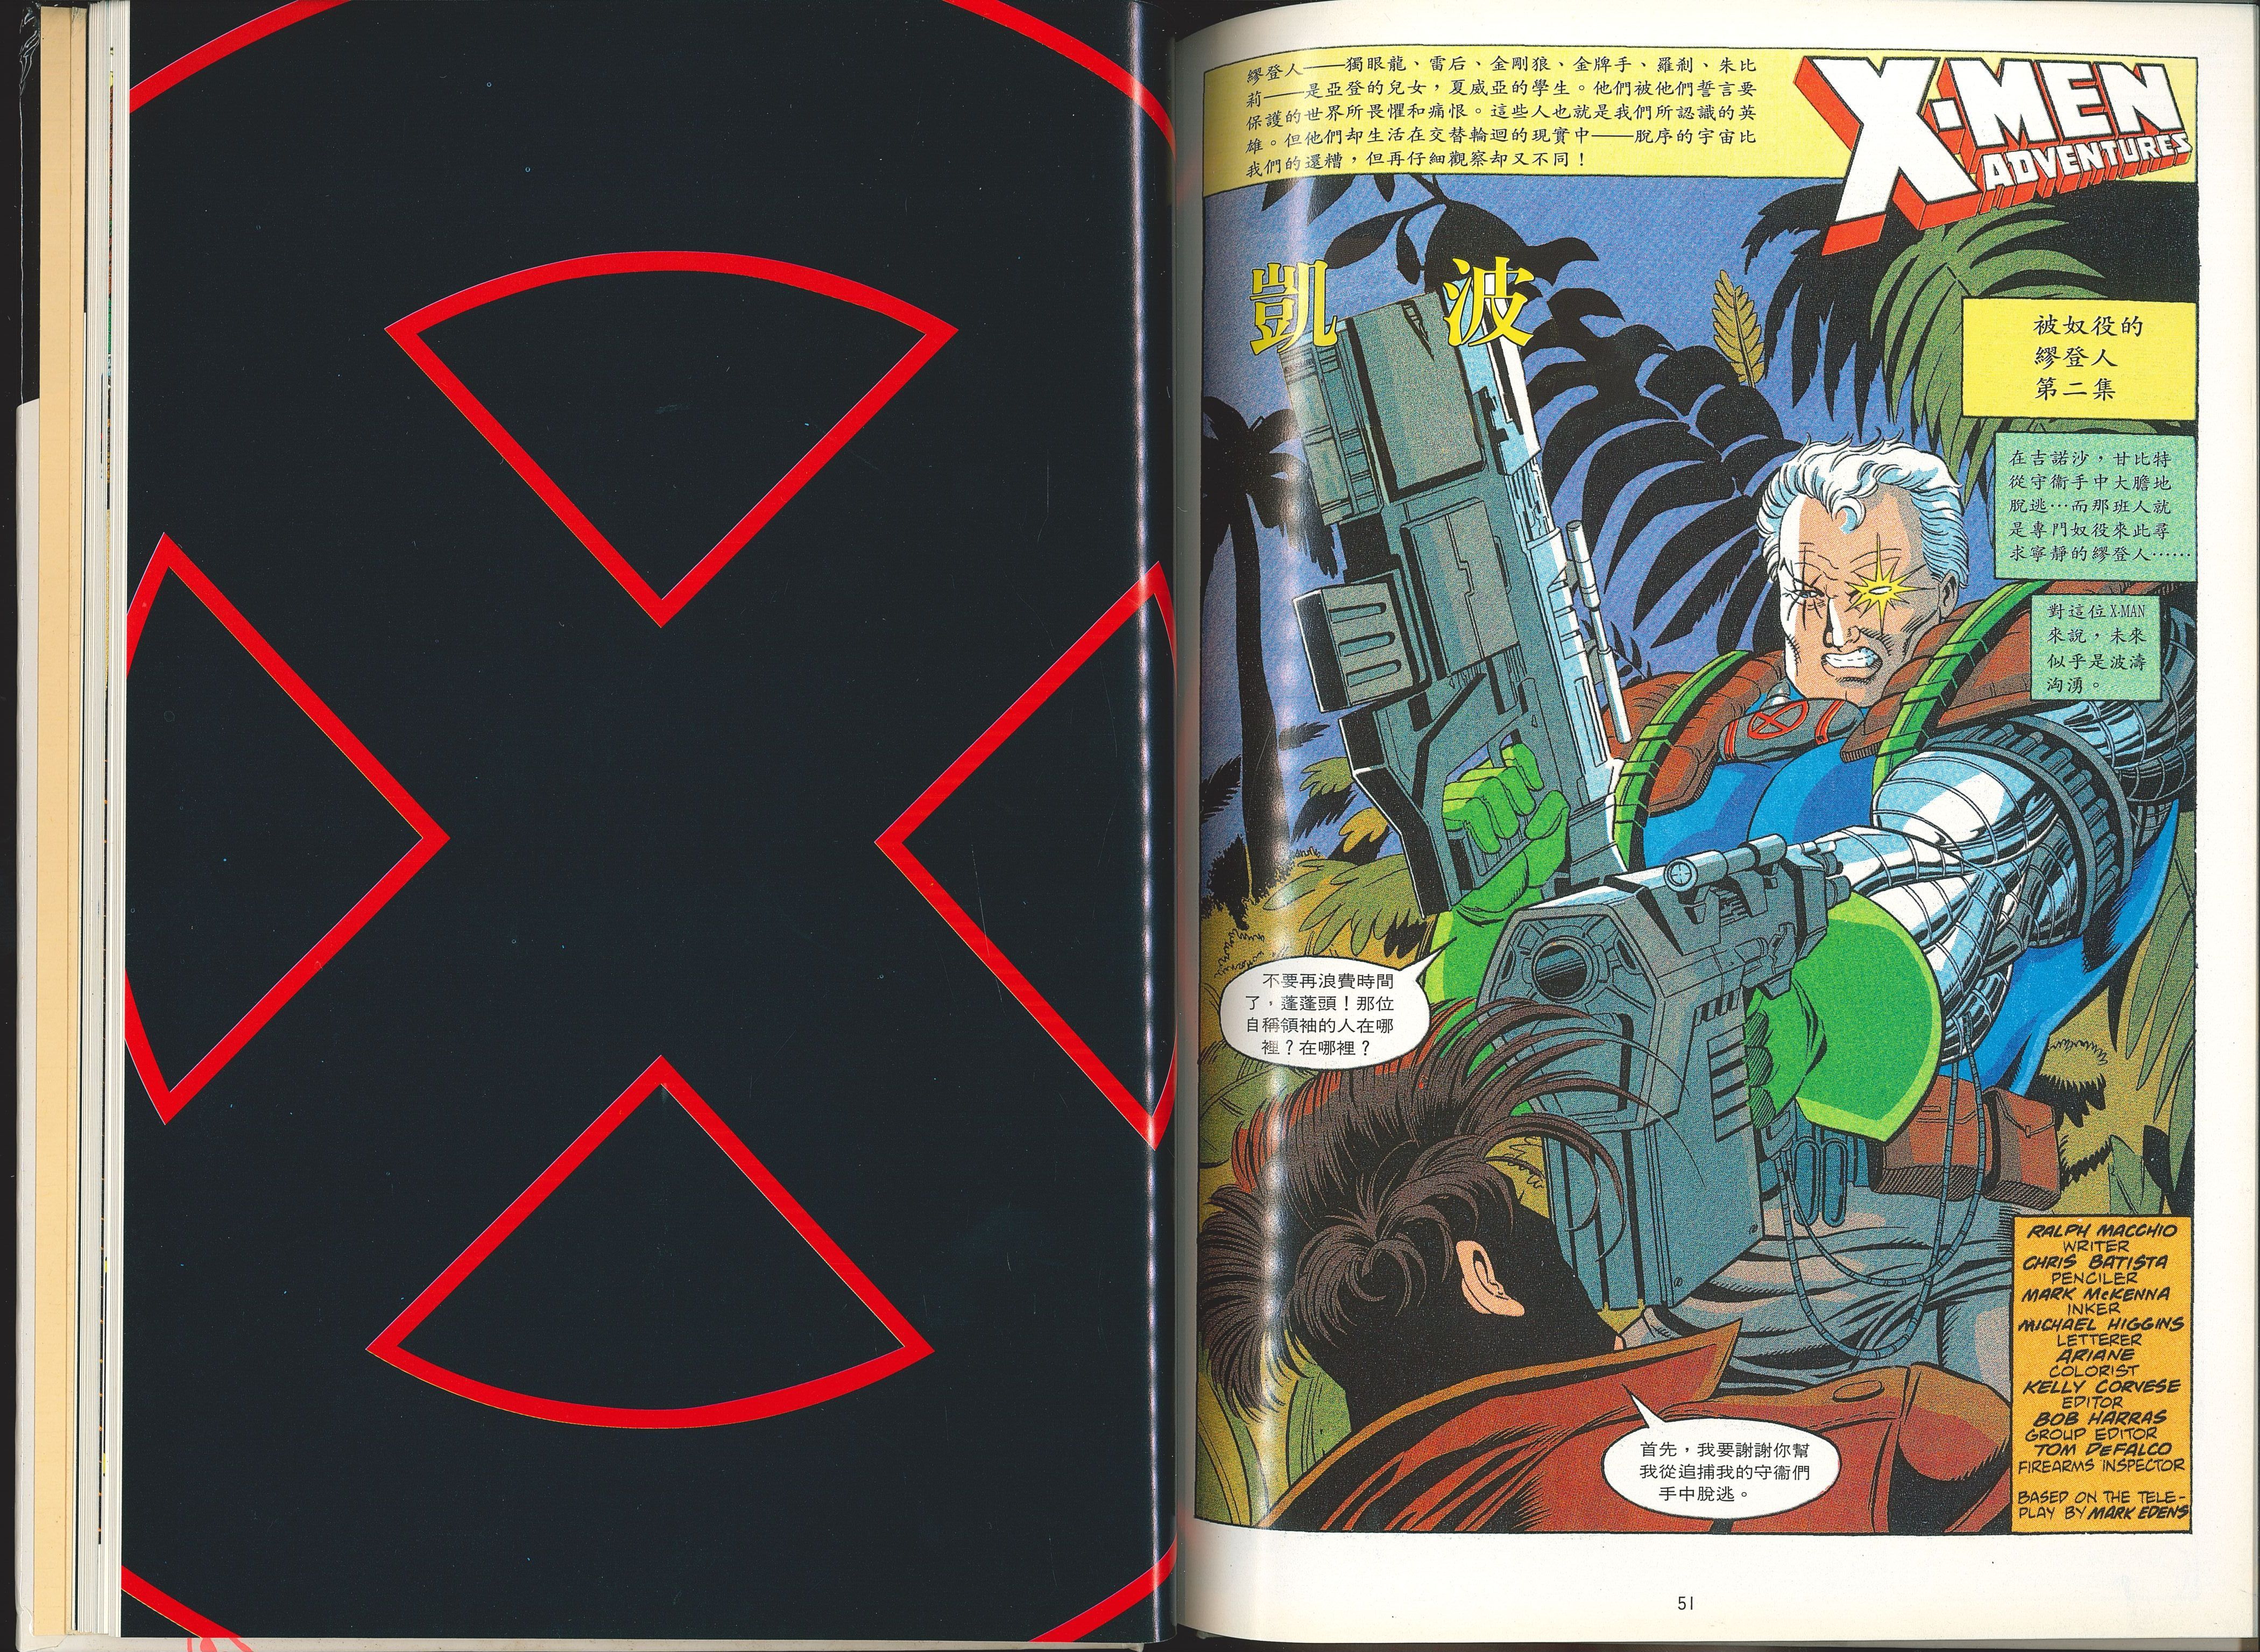 繆登人——獨眼龍、雷后、金剛狼、金牌手、羅剎、朱比
莉——是亞登的兒女，夏威亞的學生。他們被他們誓言要
保護的世界所畏懼和痛恨。這些人也就是我們所認識的英
雄。但他們却生活在交替輪迴的現實中——脫序的宇宙比
我們的還糟，但再仔細觀察却又不同！
X·MEN
ADVENTURES
凱 波
被奴役的
繆登人
第二集
在吉諾沙，甘比特
從守衞手中大膽地
脫逃…而那班人就
是專門奴役來此尋
求寧靜的繆登人……
對這位X·MAN
來說，未來
似乎是波濤
洶湧。
不要再浪費時間
了，蓬蓬頭！那位
自稱領袖的人在哪
裡？在哪裡？
首先，我要謝謝你幫
我從追捕我的守衞們
手中脫逃。
RALPH MACCHIO
WRITER
CHRIS BATISTA
PENCILER
MARK McKENNA
INKER
MICHAEL HIGGINS
LETTERER
ARIANE
COLORIST
KELLY CORVESE
EDITOR
BOB HARRAS
GROUP EDITOR
TOM DeFALCO
FIREARMS INSPECTOR
BASED ON THE TELE-
PLAY BY MARK EDENS
51